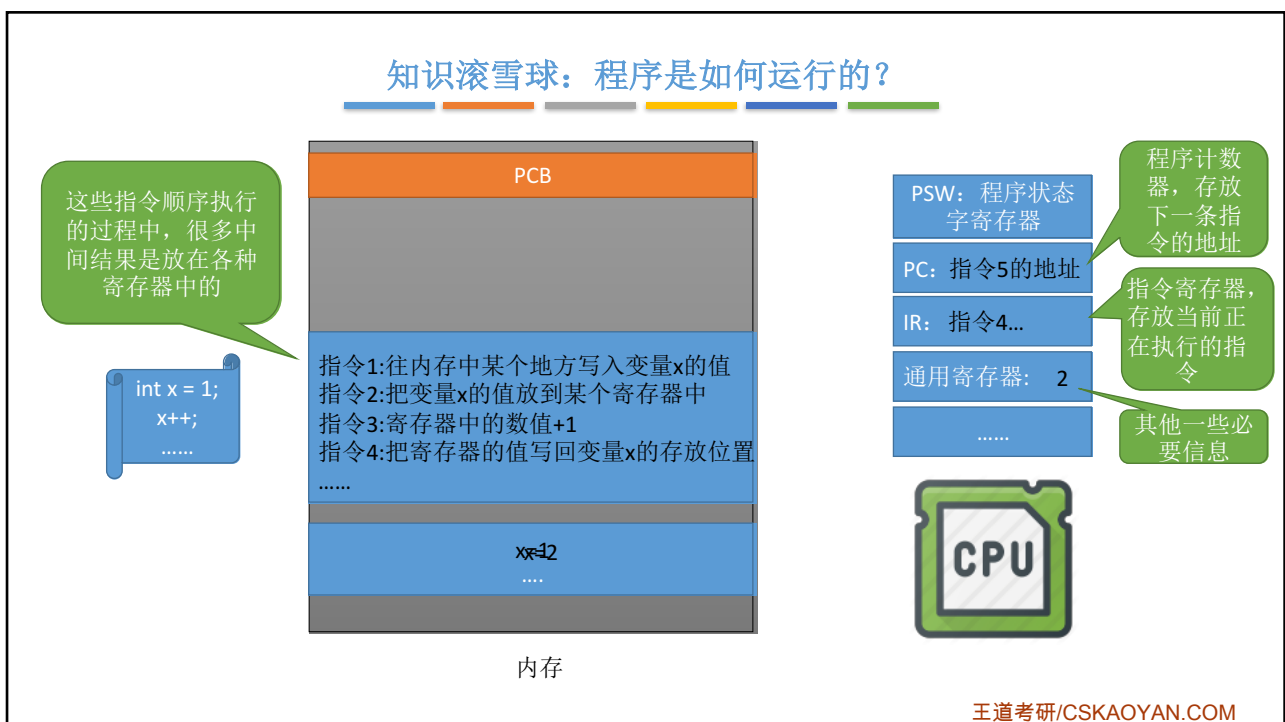 知识滚雪球：程序是如何运行的？
这些指令顺序执行
的过程中，很多中
间结果是放在各种
寄存器中的
int x = 1;
x++;
……
PCB
指令1:往内存中某个地方写入变量x的值
指令2:把变量x的值放到某个寄存器中
指令3:寄存器中的数值+1
指令4:把寄存器的值写回变量x的存放位置
……
x=1
x=2
….
内存
PSW：程序状态
字寄存器
PC：指令5的地址
IR： 指令4…
通用寄存器： 2
……
程序计数
器，存放
下一条指
令的地址
指令寄存器，
存放当前正
在执行的指
令
其他一些必
要信息
CPU
王道考研/CSKAOYAN.COM